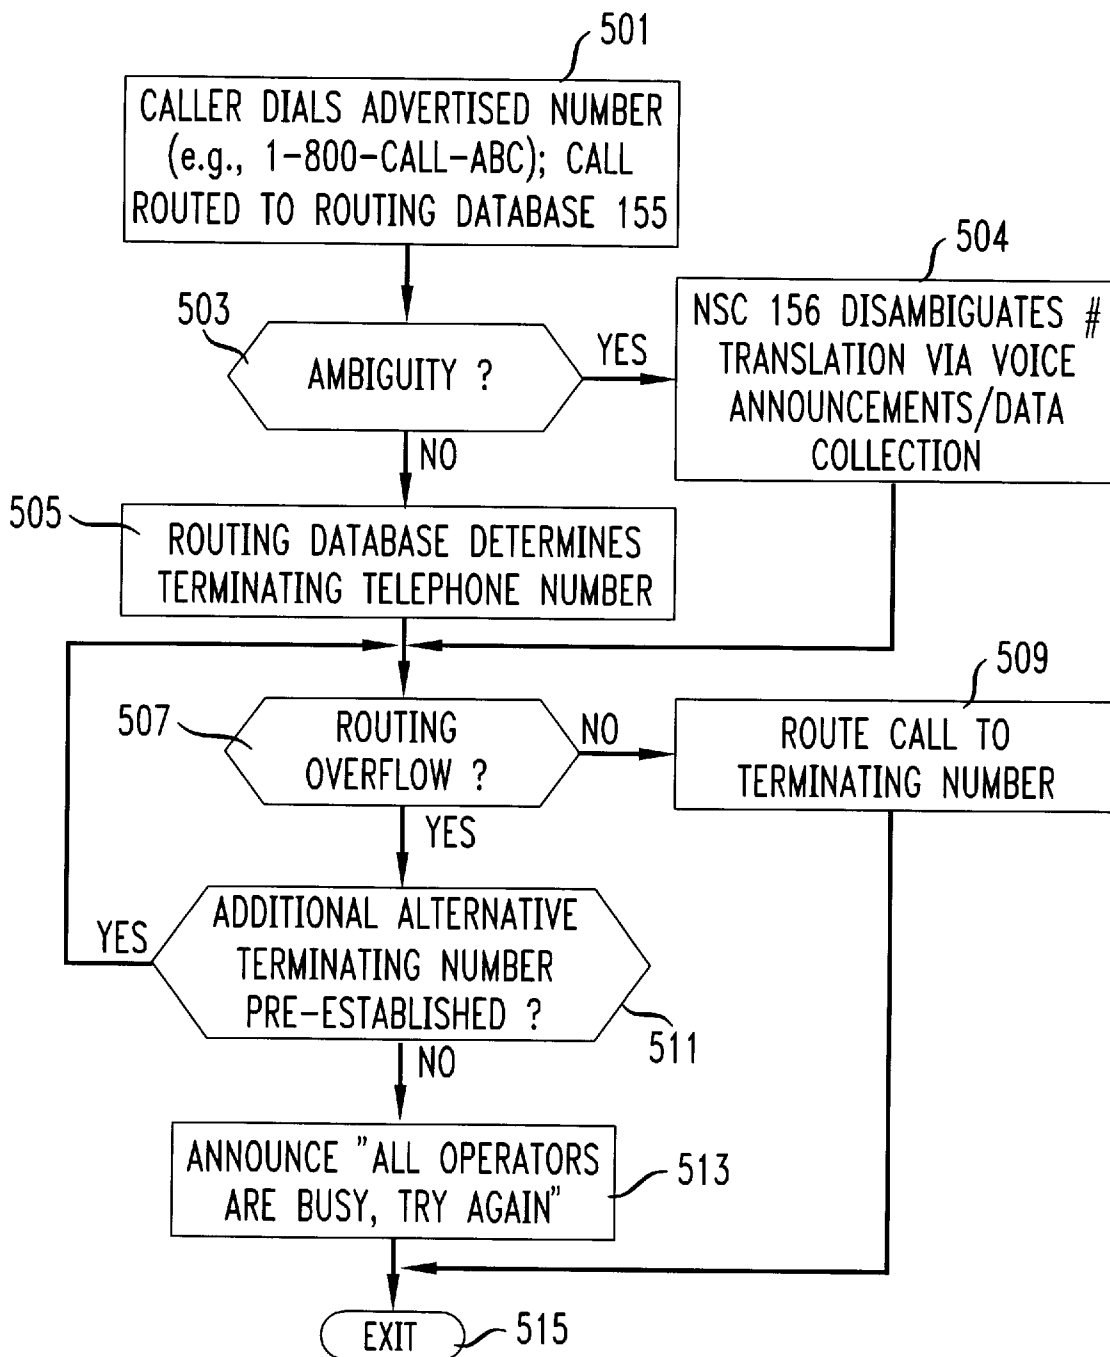 501
CALLER DIALS ADVERTISED NUMBER
(e.g., 1-800-CALL-ABC); CALL
ROUTED TO ROUTING DATABASE 155
504
NSC 156 DISAMBIGUATES #
TRANSLATION VIA VOICE
ANNOUNCEMENTS/DATA
COLLECTION
503
AMBIGUITY ?
YES
NO
505
ROUTING DATABASE DETERMINES
TERMINATING TELEPHONE NUMBER
507
ROUTING
OVERFLOW ?
NO
YES
509
ROUTE CALL TO
TERMINATING NUMBER
YES
ADDITIONAL ALTERNATIVE
TERMINATING NUMBER
PRE-ESTABLISHED ?
511
NO
ANNOUNCE "ALL OPERATORS
ARE BUSY, TRY AGAIN"
513
EXIT
515